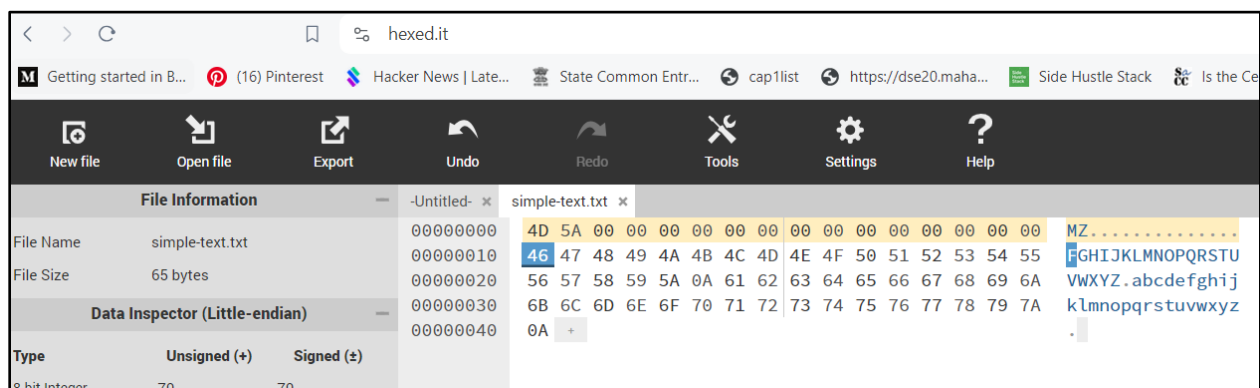 hexed.it
Getting started in B... (16) Pinterest Hacker News | Late... State Common Entr... cap1list https://dse20.maha... Side Hustle Stack Is the Ce
New file Open file Export Undo Redo Tools Settings Help
File Information
-Untitled- × simple-text.txt ×
File Name simple-text.txt
File Size 65 bytes
Data Inspector (Little-endian)
Type Unsigned (+) Signed (±)
8 bit Integer 70 70
00000000 4D 5A 00 00 00 00 00 00 00 00 00 00 00 00 00 00 MZ..............
00000010 46 47 48 49 4A 4B 4C 4D 4E 4F 50 51 52 53 54 55 FGHIJKLMNOPQRSTU
00000020 56 57 58 59 5A 0A 61 62 63 64 65 66 67 68 69 6A VWXYZ.abcdefghij
00000030 6B 6C 6D 6E 6F 70 71 72 73 74 75 76 77 78 79 7A klmnopqrstuvwxyz
00000040 0A + .